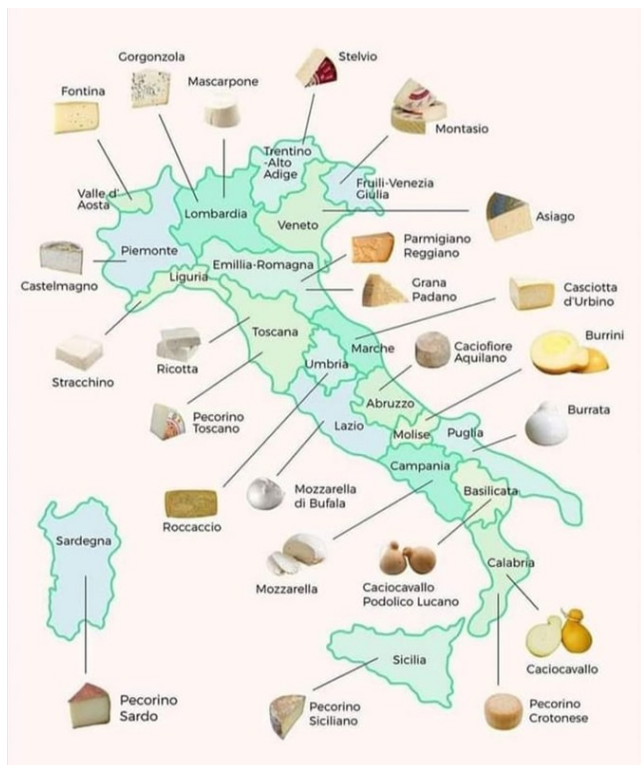 Stelvio
Gorgonzola
Mascarpone
Fontina
Montasio
Trentino
-Alto
Adige
Fruili-Venezia
Giulia
Valle d'
Aosta
Lombardia
Veneto
Asiago
Piemonte
Parmigiano
Reggiano
Emillia-Romagna
Liguria
Castelmagno
Grana
Padano
Casciotta
d'Urbino
Toscana
Burrini
Marche
Caciofiore
Aquilano
Umbria
Ricotta
Stracchino
Abruzzo
Burrata
Pecorino
Toscano
Lazio
Molise
Puglia
Campania
Basilicata
Mozzarella
di Bufala
Roccaccio
Sardegna
Calabria
Mozzarella
Caciocavallo
Podolico Lucano
Sicilia
Caciocavallo
Pecorino
Sardo
Pecorino
Siciliano
Pecorino
Crotonese